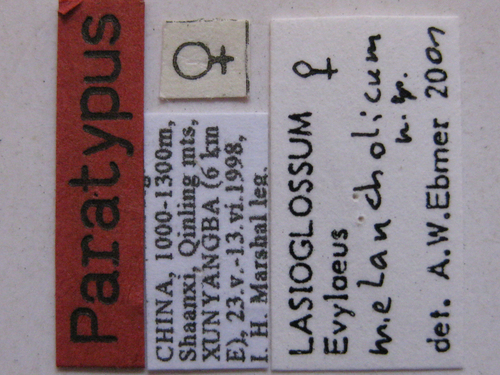 Paratypus
♀
CHINA, 1000-1300m,
Shaanxi, Qinling mts,
XUNYANGBA (6 km
E), 23.v.-13.vi.1998,
I. H. Marshal leg.
LASIOGLOSSUM ♀
Evylaeus
melancholicum
n. sp.
det. A.W.Ebmer 2001